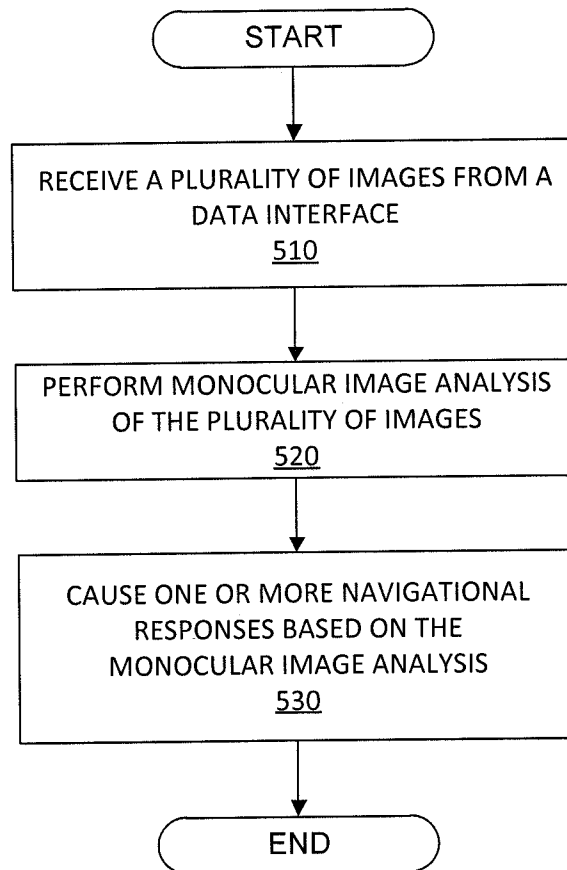 START
RECEIVE A PLURALITY OF IMAGES FROM A
DATA INTERFACE
510
PERFORM MONOCULAR IMAGE ANALYSIS
OF THE PLURALITY OF IMAGES
520
CAUSE ONE OR MORE NAVIGATIONAL
RESPONSES BASED ON THE
MONOCULAR IMAGE ANALYSIS
530
END